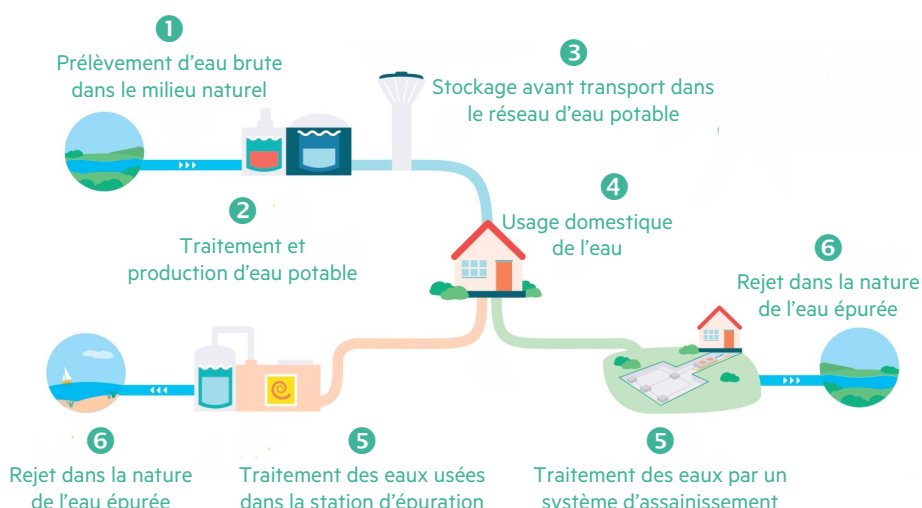 1
Prélèvement d'eau brute
dans le milieu naturel
2
Traitement et
production d'eau potable
3
Stockage avant transport dans
le réseau d'eau potable
4
Usage domestique
de l'eau
6
Rejet dans la nature
de l'eau épurée
6
Rejet dans la nature
de l'eau épurée
5
Traitement des eaux usées
dans la station d'épuration
5
Traitement des eaux par un
système d'assainissement